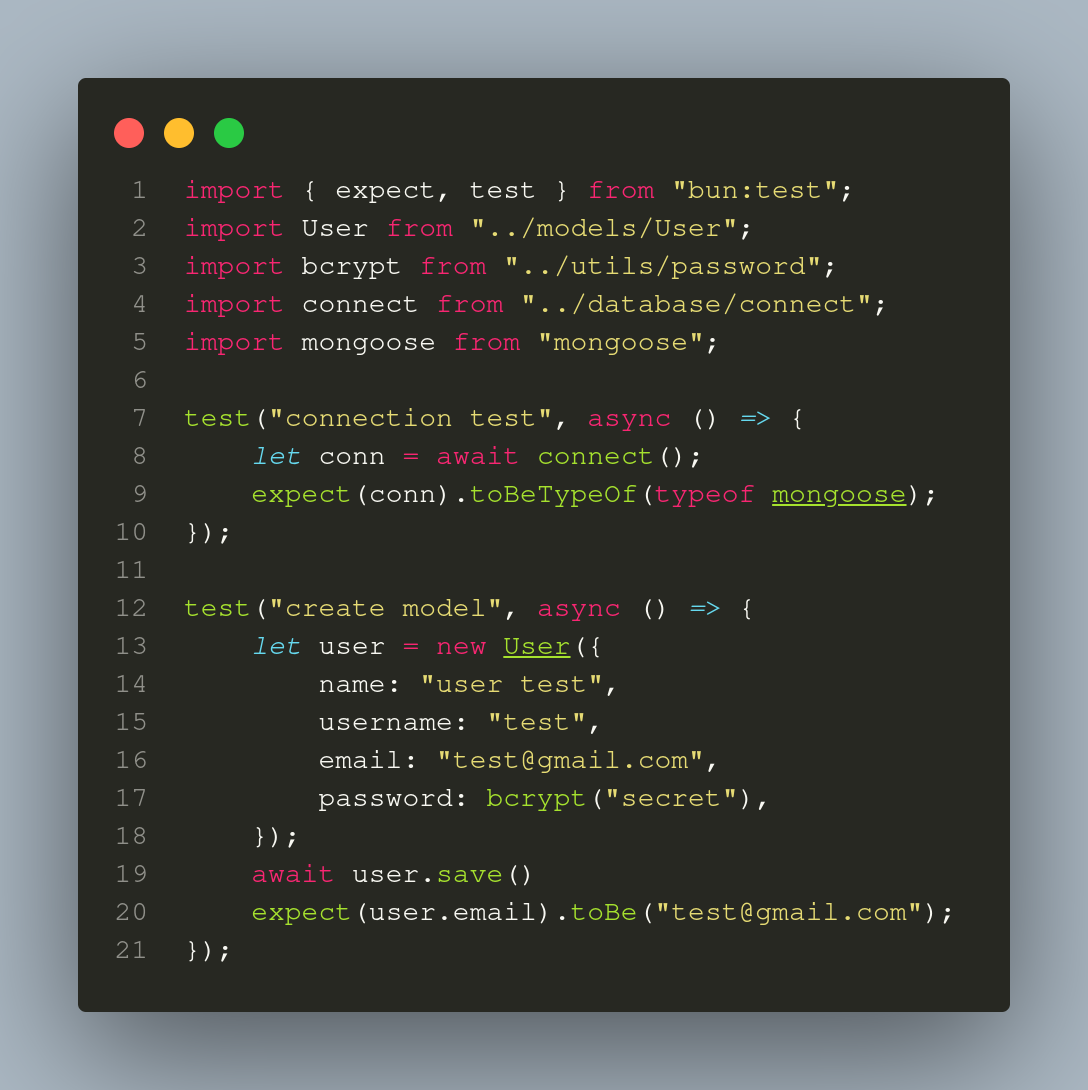 1 import { expect, test } from "bun:test";
2 import User from "../models/User";
3 import bcrypt from "../utils/password";
4 import connect from "../database/connect";
5 import mongoose from "mongoose";
6
7 test("connection test", async () => {
8     let conn = await connect();
9     expect(conn).toBeTypeOf(typeof mongoose);
10 });
11
12 test("create model", async () => {
13     let user = new User({
14         name: "user test",
15         username: "test",
16         email: "test@gmail.com",
17         password: bcrypt("secret"),
18     });
19     await user.save()
20     expect(user.email).toBe("test@gmail.com");
21 });